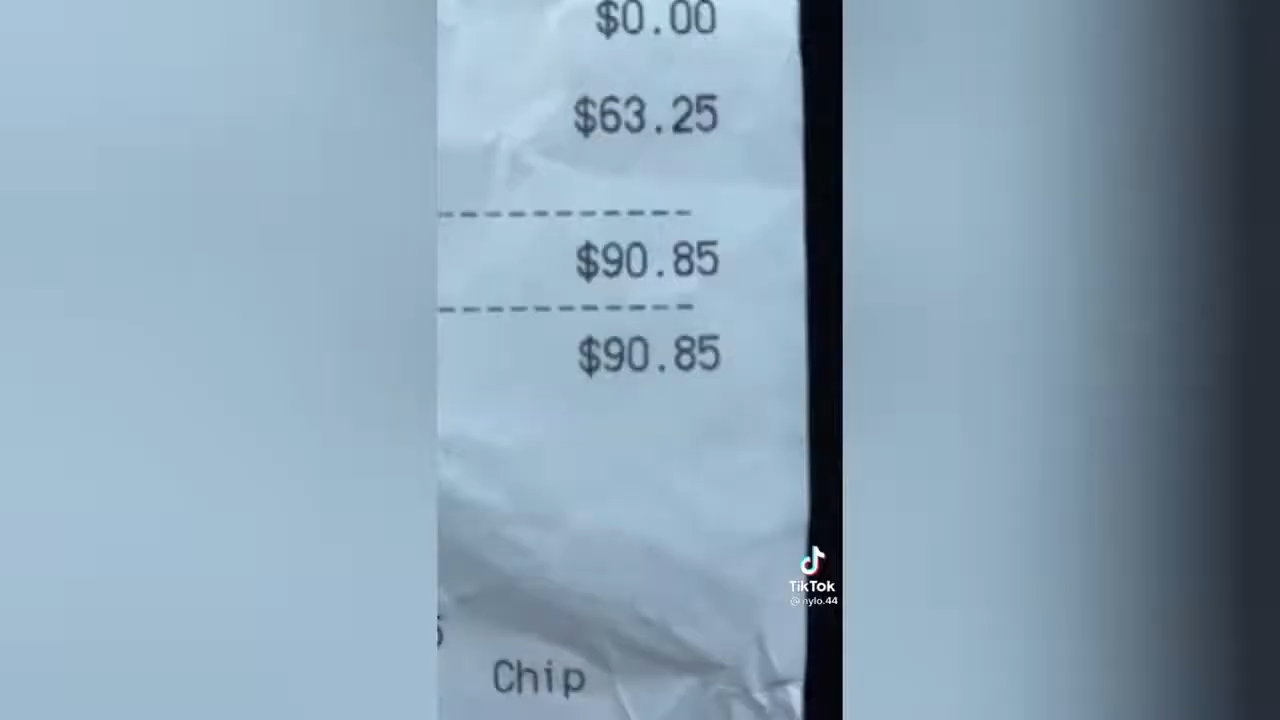 $0.00
$63.25
--------------
$90.85
--------------
$90.85
TikTok
@nylo.44
Chip